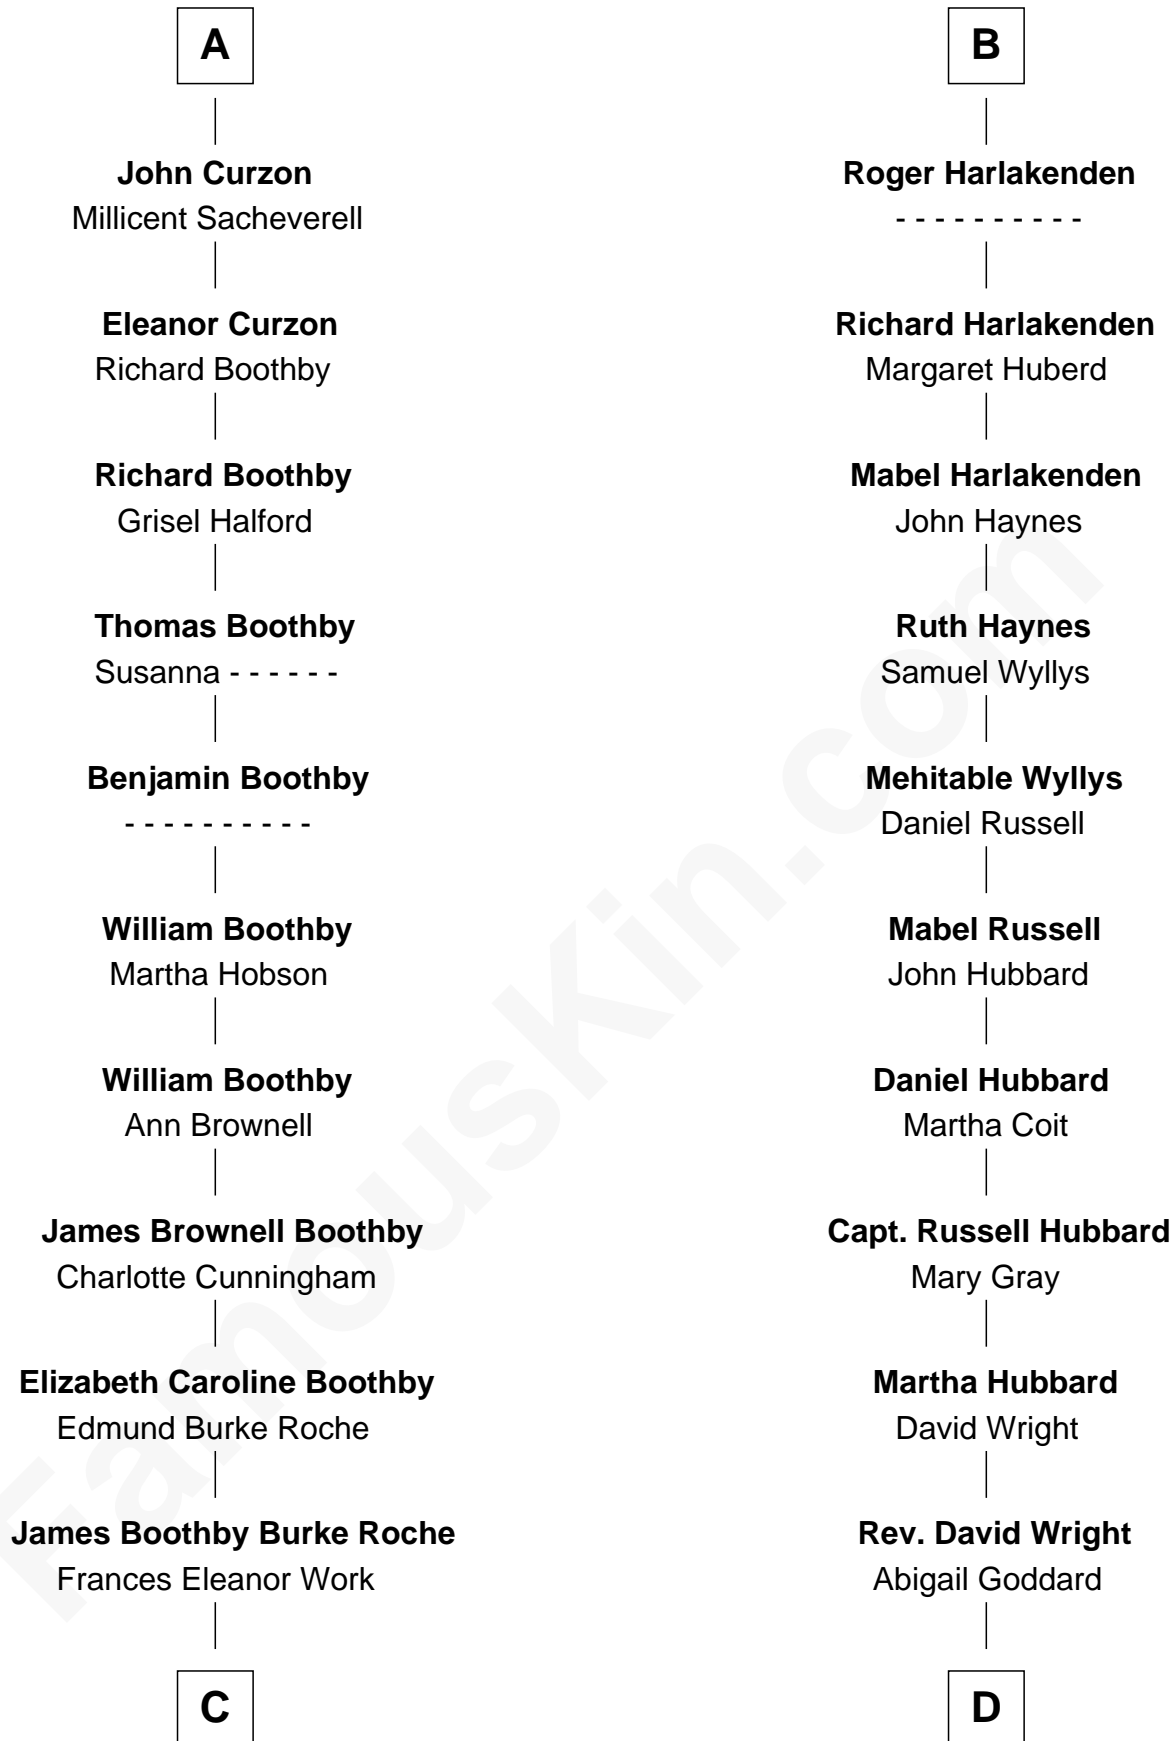 A
John Curzon
Millicent Sacheverell
Eleanor Curzon
Richard Boothby
Richard Boothby
Grisel Halford
Thomas Boothby
Susanna - - - - - -
Benjamin Boothby
- - - - - - - - - -
William Boothby
Martha Hobson
William Boothby
Ann Brownell
James Brownell Boothby
Charlotte Cunningham
Elizabeth Caroline Boothby
Edmund Burke Roche
James Boothby Burke Roche
Frances Eleanor Work
C
B
Roger Harlakenden
- - - - - - - - - -
Richard Harlakenden
Margaret Huberd
Mabel Harlakenden
John Haynes
Ruth Haynes
Samuel Wyllys
Mehitable Wyllys
Daniel Russell
Mabel Russell
John Hubbard
Daniel Hubbard
Martha Coit
Capt. Russell Hubbard
Mary Gray
Martha Hubbard
David Wright
Rev. David Wright
Abigail Goddard
D
FamousKin.com